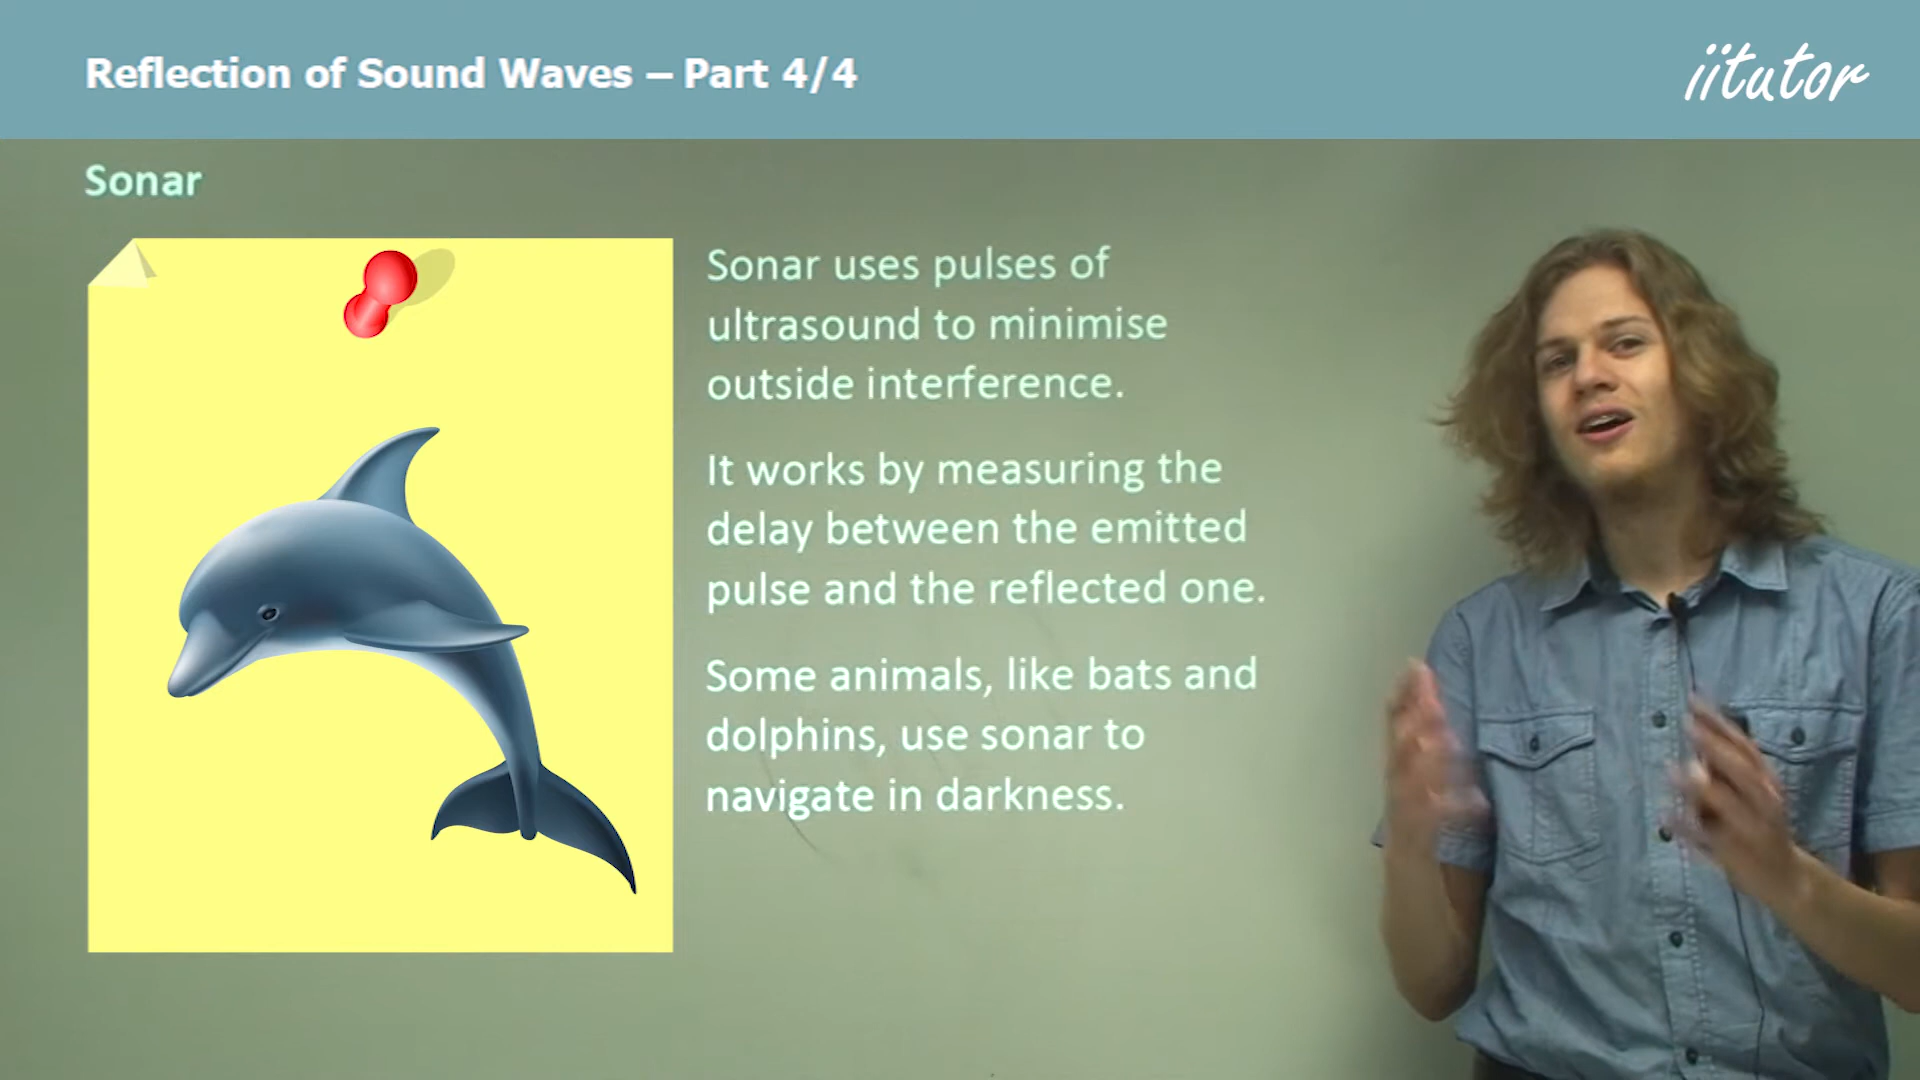 Reflection of Sound Waves – Part 4/4
iitutor
Sonar
Sonar uses pulses of
ultrasound to minimise
outside interference.
It works by measuring the
delay between the emitted
pulse and the reflected one.
Some animals, like bats and
dolphins, use sonar to
navigate in darkness.